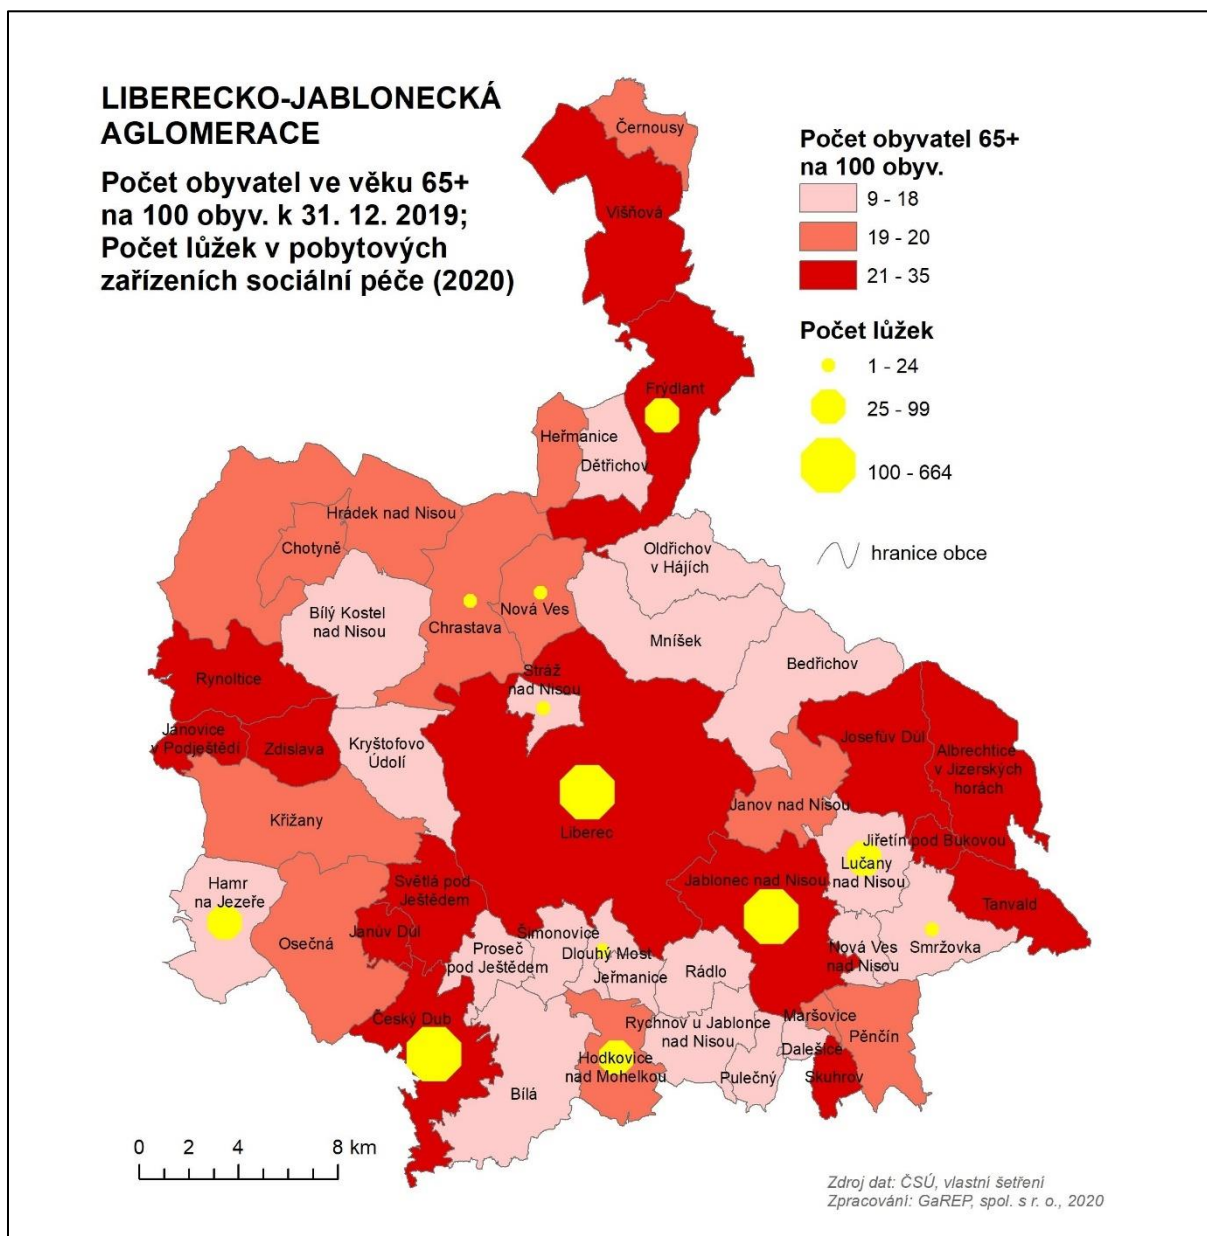 LIBERECKO-JABLONECKÁ
AGLOMERACE
Počet obyvatel ve věku 65+
na 100 obyv. k 31. 12. 2019;
Počet lůžek v pobytových
zařízeních sociální péče (2020)
Počet obyvatel 65+
na 100 obyv.
9 - 18
19 - 20
21 - 35
Počet lůžek
1 - 24
25 - 99
100 - 664
hranice obce
Černousy
Višňová
Frýdlant
Heřmanice
Dětřichov
Hrádek nad Nisou
Chotyně
Oldřichov
v Hájích
Bílý Kostel
nad Nisou
Chrastava
Nová Ves
Mníšek
Bedřichov
Rynoltice
Stráž
nad Nisou
Jánovice
v Podještědí
Zdislava
Kryštofovo
Údolí
Josefův Důl
Albrechtice
v Jizerských
horách
Křižany
Liberec
Janov nad Nisou
Jiřetín pod Bukovou
Lučany
nad Nisou
Hamr
na Jezeře
Světlá pod
Ještědem
Jablonec nad Nisou
Tanvald
Osečná
Janův Důl
Proseč
pod Ještědem
Šimonovice
Dlouhý Most
Jeřmanice
Rádlo
Nová Ves
nad Nisou
Smržovka
Český Dub
Rychnov u Jablonce
nad Nisou
Maršovice
Pěnčín
Dalešice
Hodkovice
nad Mohelkou
Pulečný
Skuhrov
Bílá
0 2 4 8 km
Zdroj dat: ČSÚ, vlastní šetření
Zpracování: GaREP, spol. s r. o., 2020